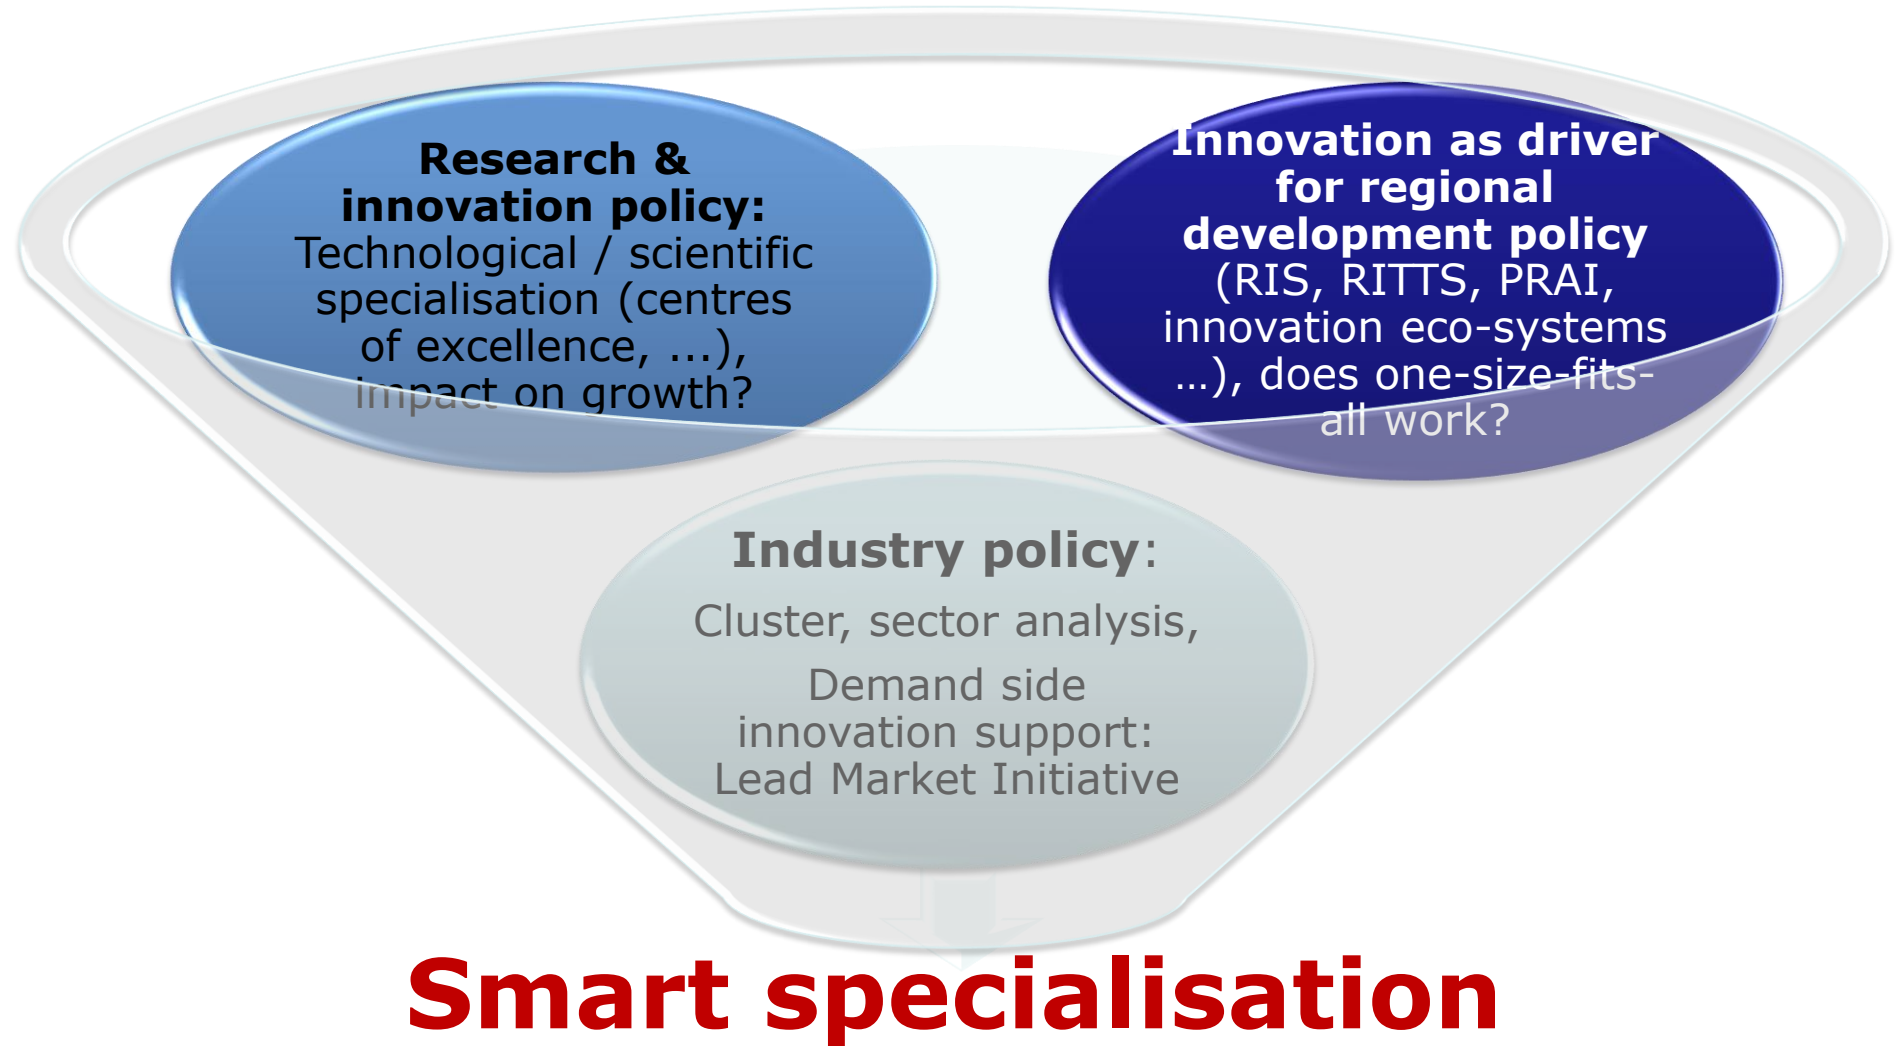 Research &
innovation policy:
Technological / scientific
specialisation (centres
of excellence, ...),
impact on growth?
Innovation as driver
for regional
development policy
(RIS, RITTS, PRAI,
innovation eco-systems
...), does one-size-fits-
all work?
Industry policy:
Cluster, sector analysis,
Demand side
innovation support:
Lead Market Initiative
Smart specialisation